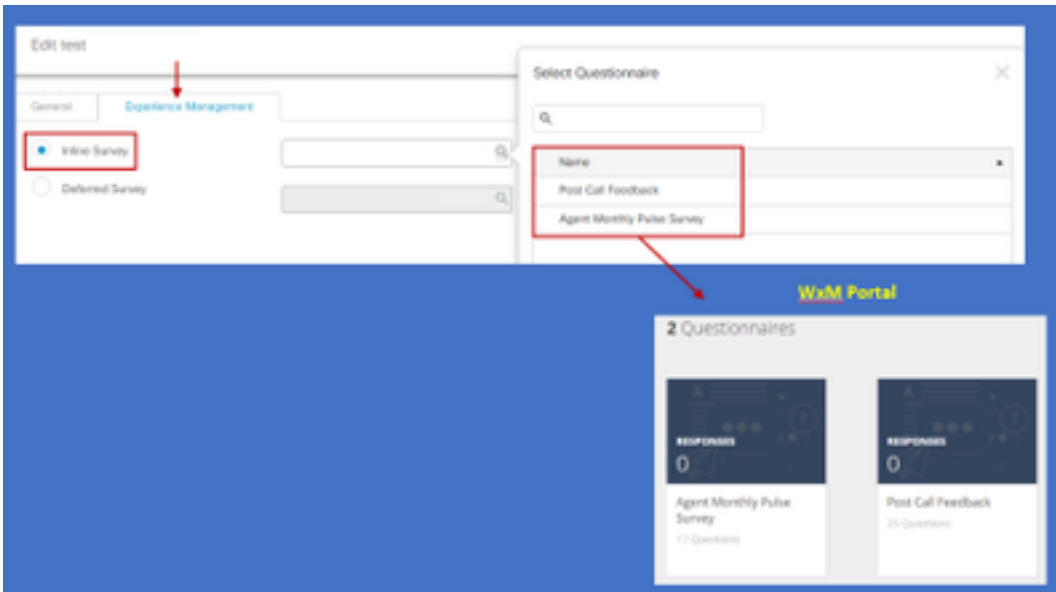 Edit test
General
Experience Management
Inline Survey
Deferred Survey
Select Questionnaire
Name
Post Call Feedback
Agent Monthly Pulse Survey
WxM Portal
2 Questionnaires
RESPONSES
0
Agent Monthly Pulse
Survey
17 Questions
RESPONSES
0
Post Call Feedback
25 Questions